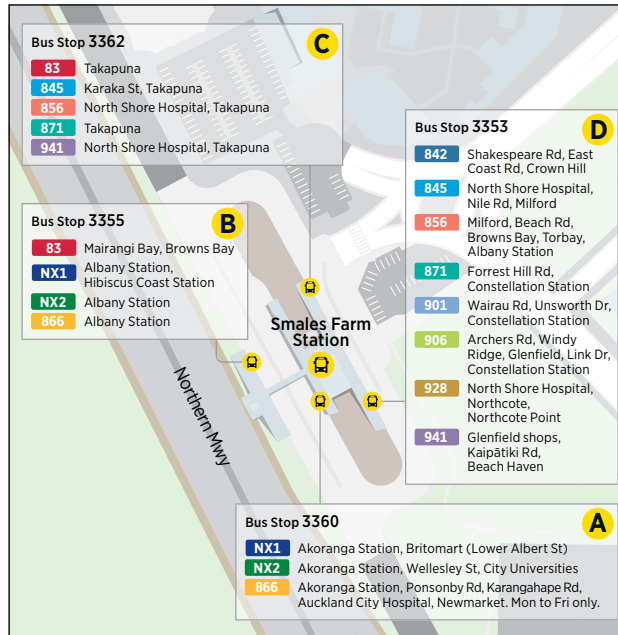 Bus Stop 3362
C
83 Takapuna
845 Karaka St, Takapuna
856 North Shore Hospital, Takapuna
871 Takapuna
941 North Shore Hospital, Takapuna
Bus Stop 3353
D
842 Shakespeare Rd, East
Coast Rd, Crown Hill
845 North Shore Hospital,
Nile Rd, Milford
856 Milford, Beach Rd,
Browns Bay, Torbay,
Albany Station
871 Forrest Hill Rd,
Constellation Station
901 Wairau Rd, Unsworth Dr,
Constellation Station
906 Archers Rd, Windy
Ridge, Glenfield, Link Dr,
Constellation Station
928 North Shore Hospital,
Northcote,
Northcote Point
941 Glenfield shops,
Kaipātiki Rd,
Beach Haven
Bus Stop 3355
B
83 Mairangi Bay, Browns Bay
NX1 Albany Station,
Hibiscus Coast Station
NX2 Albany Station
866 Albany Station
Smales Farm
Station
Northern Mwy
Bus Stop 3360
A
NX1 Akoranga Station, Britomart (Lower Albert St)
NX2 Akoranga Station, Wellesley St, City Universities
866 Akoranga Station, Ponsonby Rd, Karangahape Rd,
Auckland City Hospital, Newmarket. Mon to Fri only.